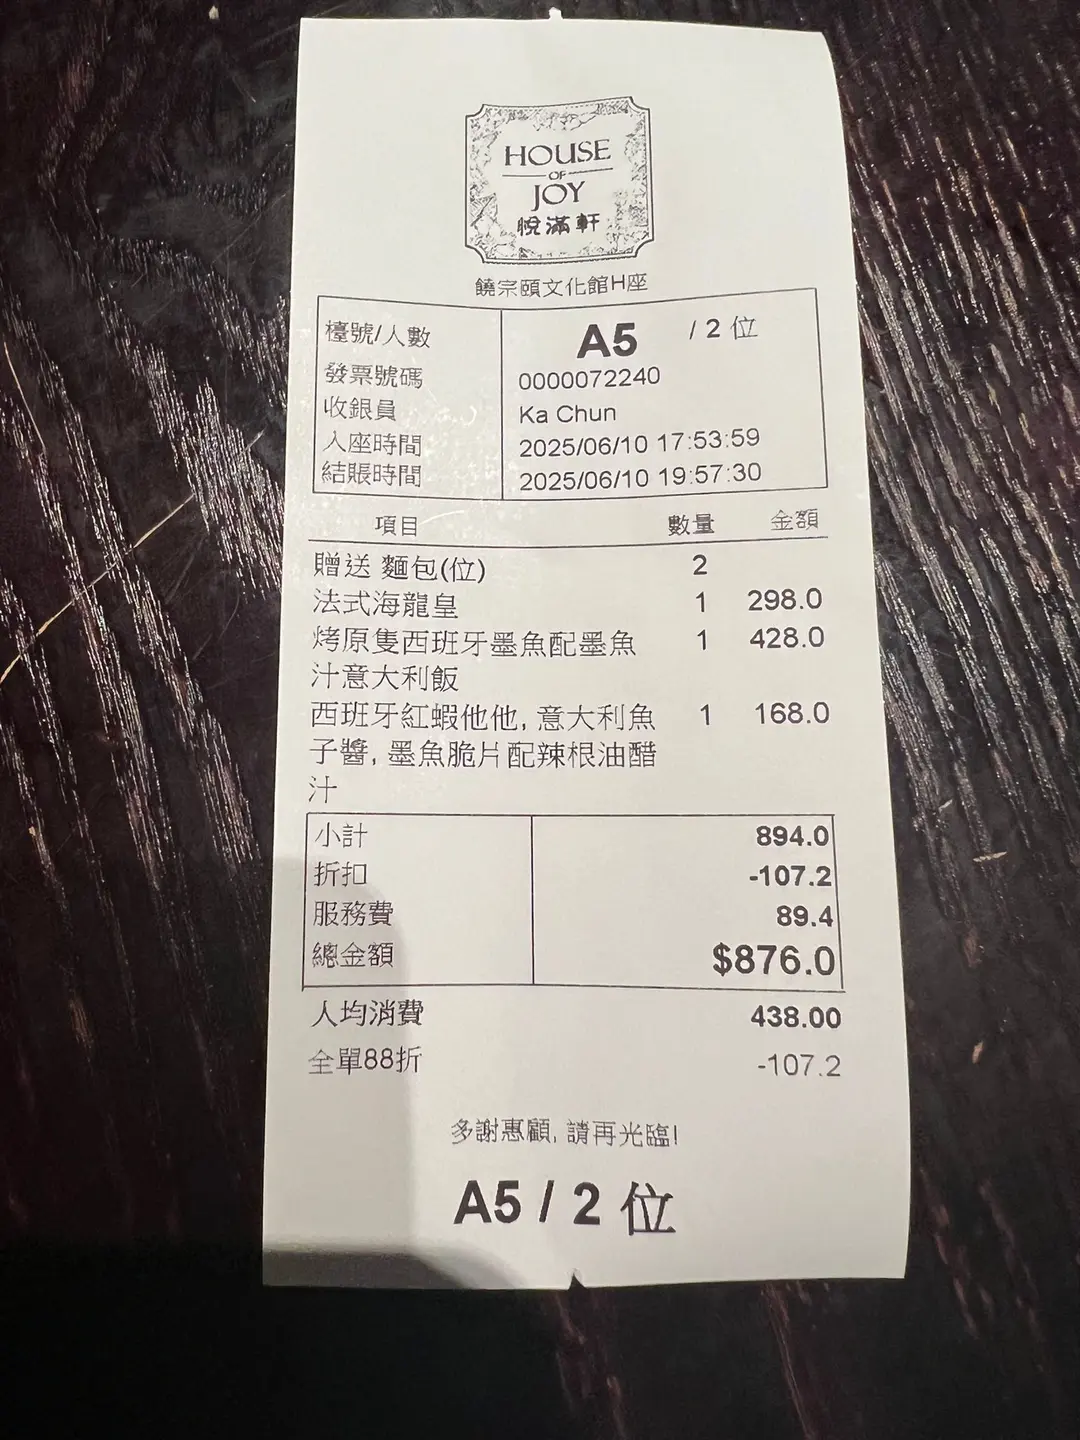 HOUSE
OF
JOY
悅滿軒
饒宗頤文化館H座
檯號/人數 A5 / 2 位
發票號碼 0000072240
收銀員 Ka Chun
入座時間 2025/06/10 17:53:59
結賬時間 2025/06/10 19:57:30
項目 數量 金額
贈送 麵包(位) 2
法式海龍皇 1 298.0
烤原隻西班牙墨魚配墨魚 1 428.0
汁意大利飯
西班牙紅蝦他他, 意大利魚 1 168.0
子醬, 墨魚脆片配辣根油醋
汁
小計 894.0
折扣 -107.2
服務費 89.4
總金額 $876.0
人均消費 438.00
全單88折 -107.2
多謝惠顧, 請再光臨!
A5 / 2 位